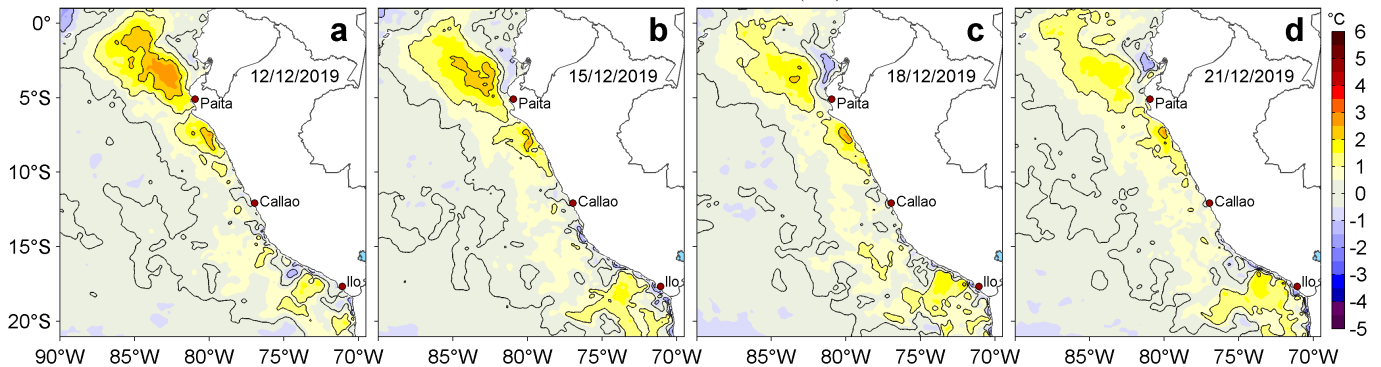 a
b
c
d
°C
12/12/2019
15/12/2019
18/12/2019
21/12/2019
0°
5°S
10°S
15°S
20°S
Paita
Callao
Ilo
Paita
Callao
Ilo
Paita
Callao
Ilo
Paita
Callao
Ilo
90°W
85°W
80°W
70°W
85°W
80°W
75°W
70°W
85°W
80°W
75°W
70°W
85°W
80°W
75°W
70°W
6
5
4
3
2
1
0
-1
-2
-3
-4
-5